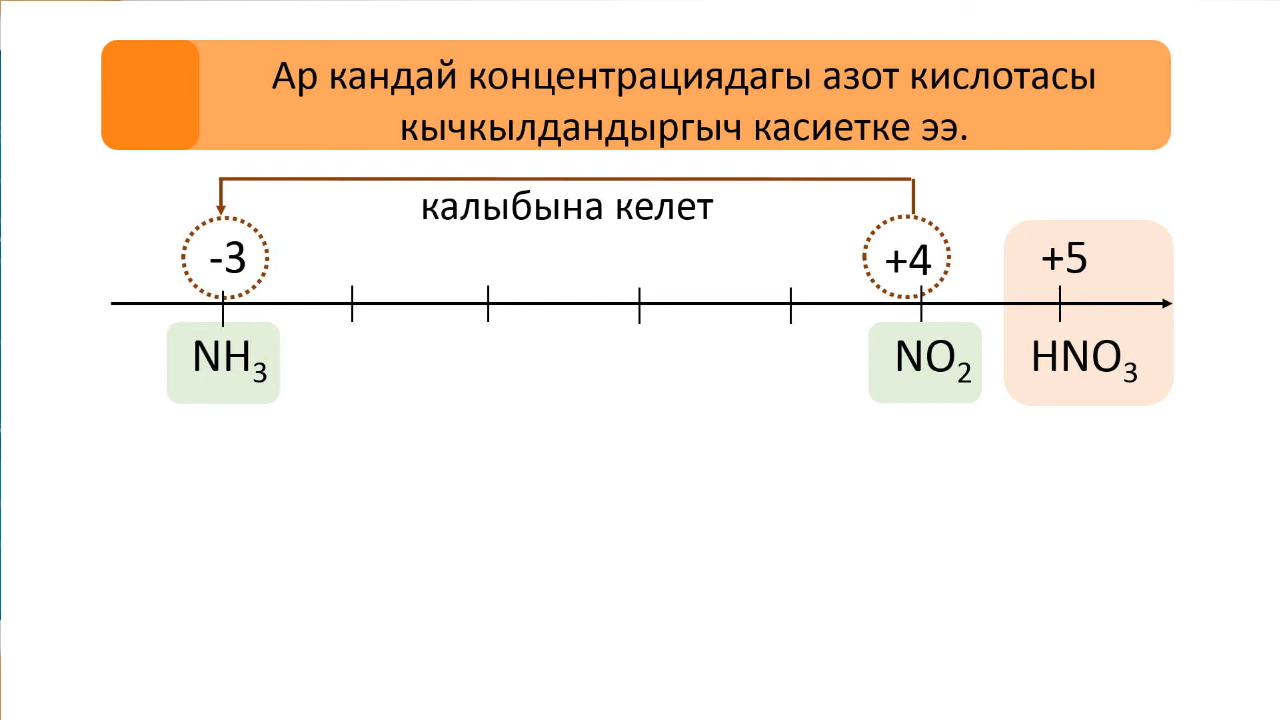 Ар кандай концентрациядагы азот кислотасы
кычкылдандыргыч касиетке ээ.
калыбына келет
-3 +4 +5
NH₃ NO₂ HNO₃